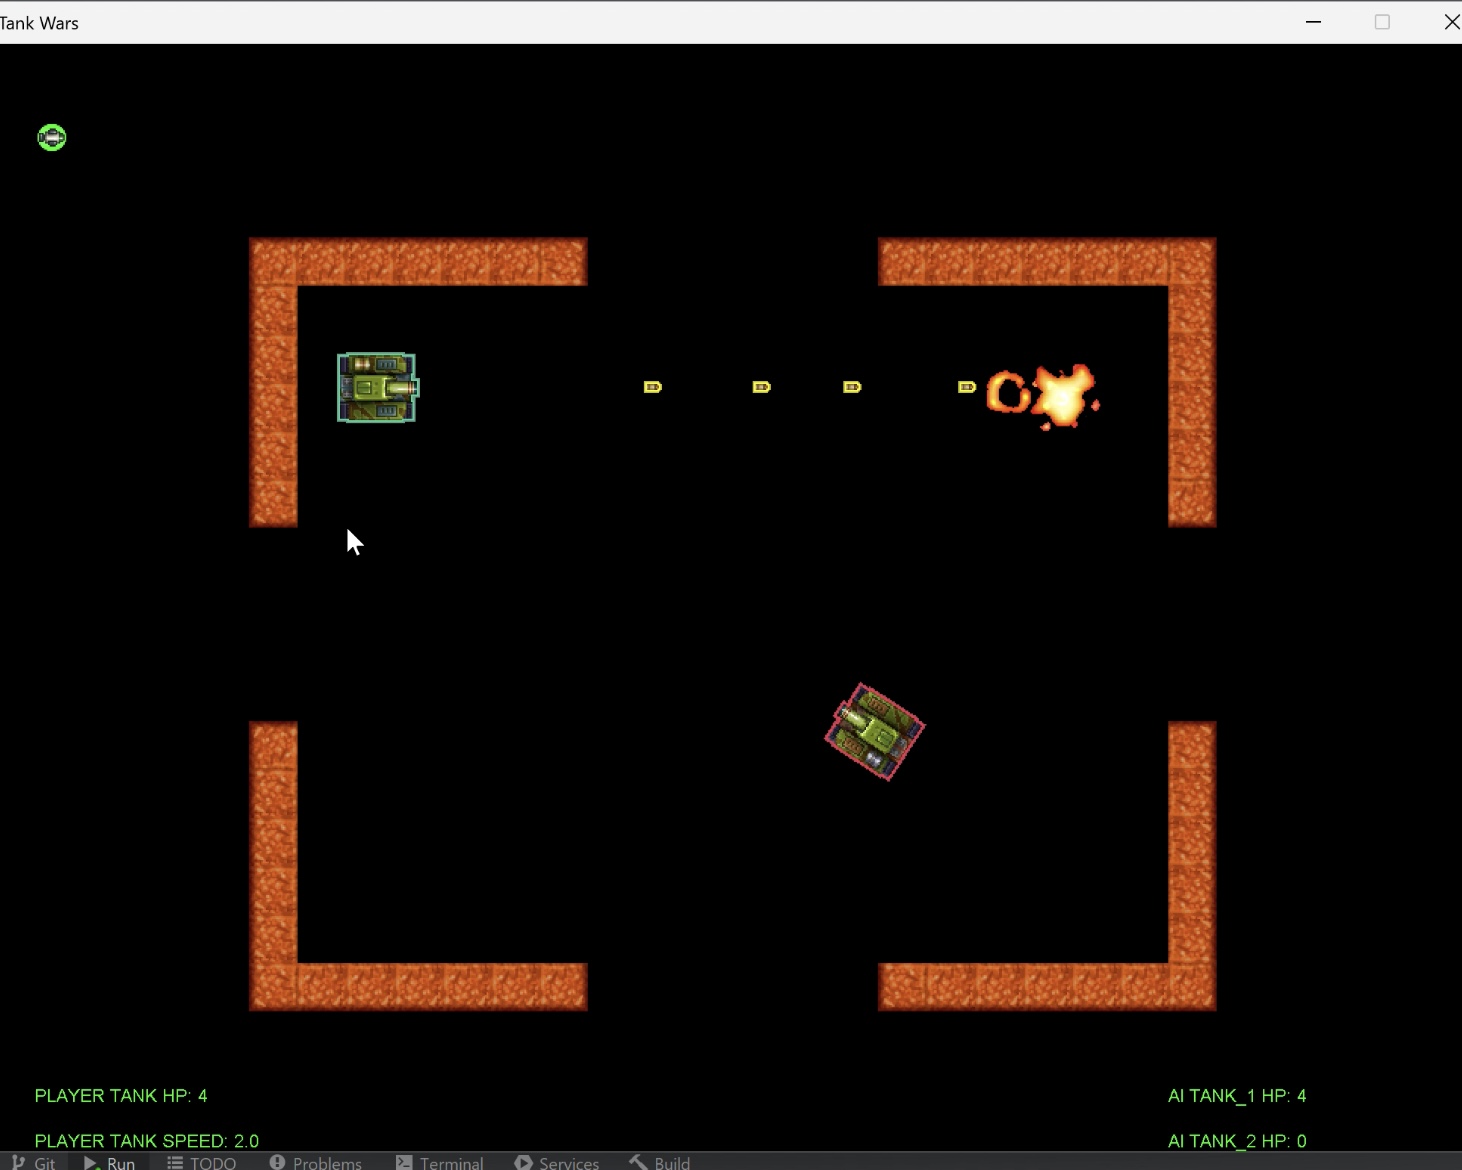 Tank Wars
PLAYER TANK HP: 4
AI TANK_1 HP: 4
PLAYER TANK SPEED: 2.0
AI TANK_2 HP: 0
Git Run TODO Problems Terminal Services Build